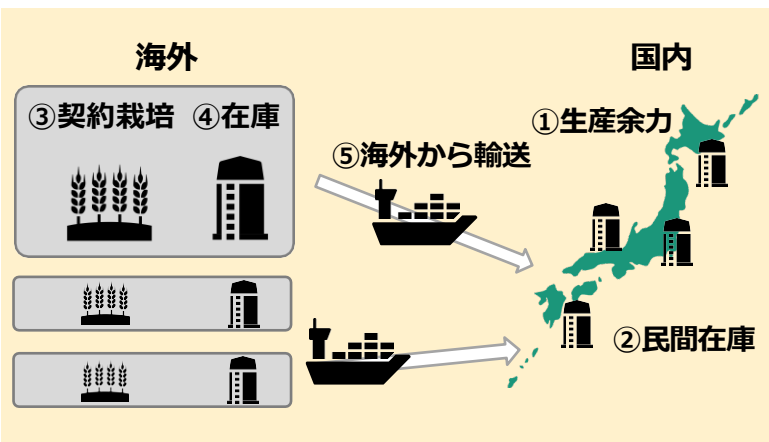 海外
国内
③契約栽培 ④在庫
①生産余力
⑤海外から輸送
②民間在庫